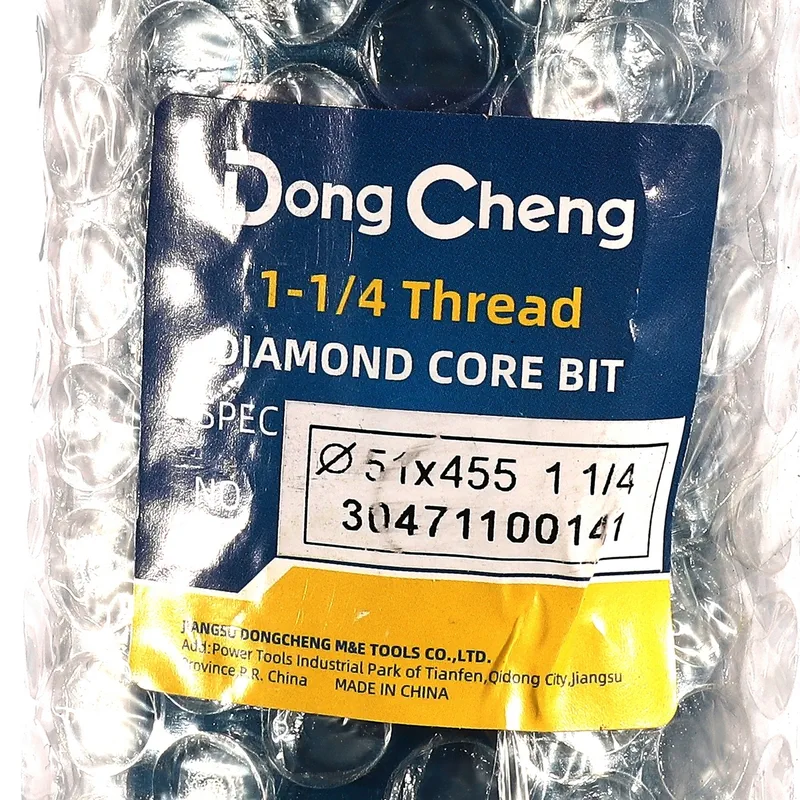 Dong Cheng
1-1/4 Thread
DIAMOND CORE BIT
SPEC
Ø 51x455 1 1/4
NO
30471100141
JIANGSU DONGCHENG M&E TOOLS CO.,LTD.
Add:Power Tools Industrial Park of Tianfen,Qidong City,Jiangsu
Province,P.R. China MADE IN CHINA